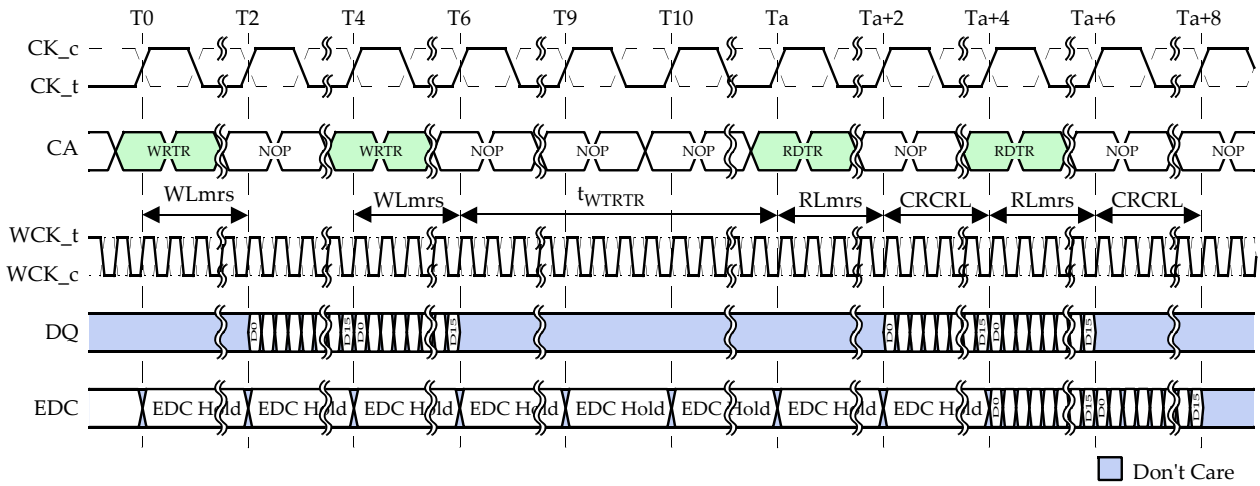 T0 T2 T4 T6 T9 T10 Ta Ta+2 Ta+4 Ta+6 Ta+8
CK_c
CK_t
CA WRTR NOP WRTR NOP NOP NOP RDTR NOP RDTR NOP NOP
WLmrs WLmrs tWTRTR RLmrs CRCRL RLmrs CRCRL
WCK_t
WCK_c
DQ D0 D15 D0 D15 D0 D15 D0 D15
EDC EDC Hold EDC Hold EDC Hold EDC Hold EDC Hold EDC Hold EDC Hold EDC Hold D0 D15 D0 D15
Don't Care